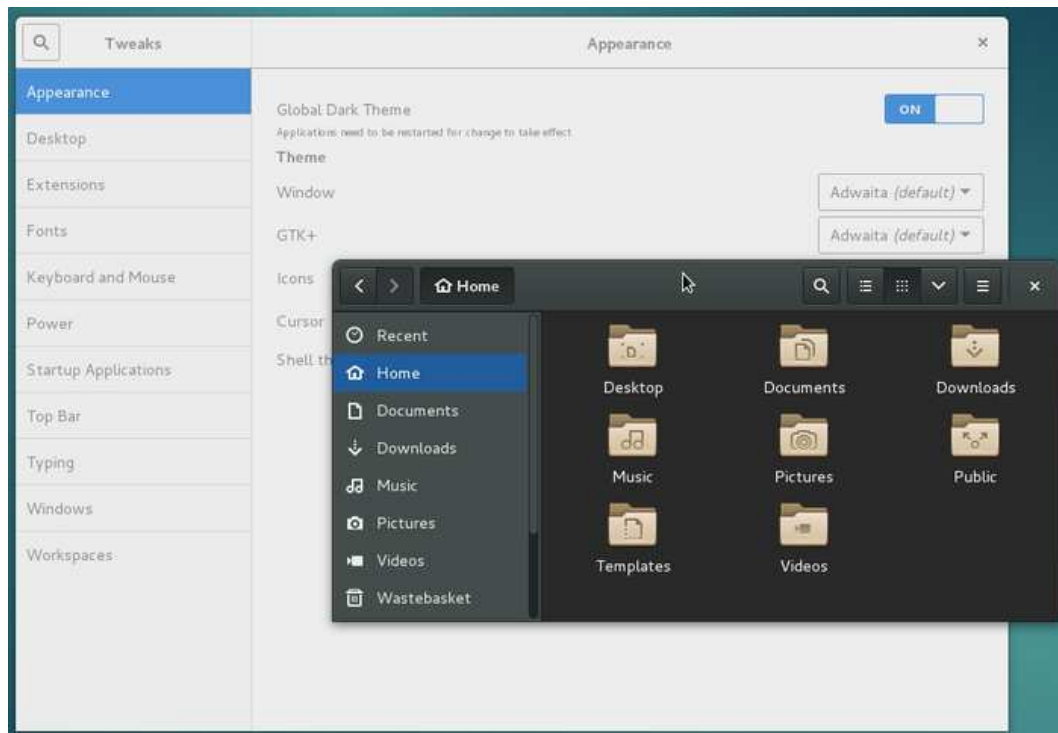 Tweaks
Appearance
Appearance
Desktop
Extensions
Fonts
Keyboard and Mouse
Power
Startup Applications
Top Bar
Typing
Windows
Workspaces
Global Dark Theme
ON
Applications need to be restarted for change to take effect
Theme
Window
Adwaita (default)
GTK+
Adwaita (default)
Icons
Cursor
Shell th
Home
Recent
Home
Documents
Downloads
Music
Pictures
Videos
Wastebasket
Desktop
Documents
Downloads
Music
Pictures
Public
Templates
Videos